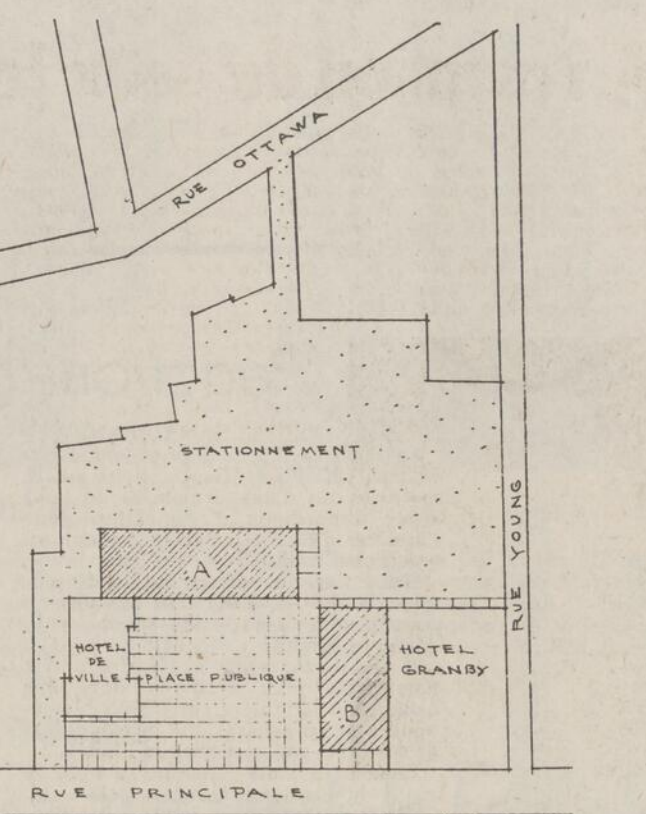 RUE OTTAWA
STATIONNEMENT
RUE YOUNG
A
HOTEL
DE
VILLE
PLACE PUBLIQUE
HOTEL
GRANBY
B
RUE PRINCIPALE